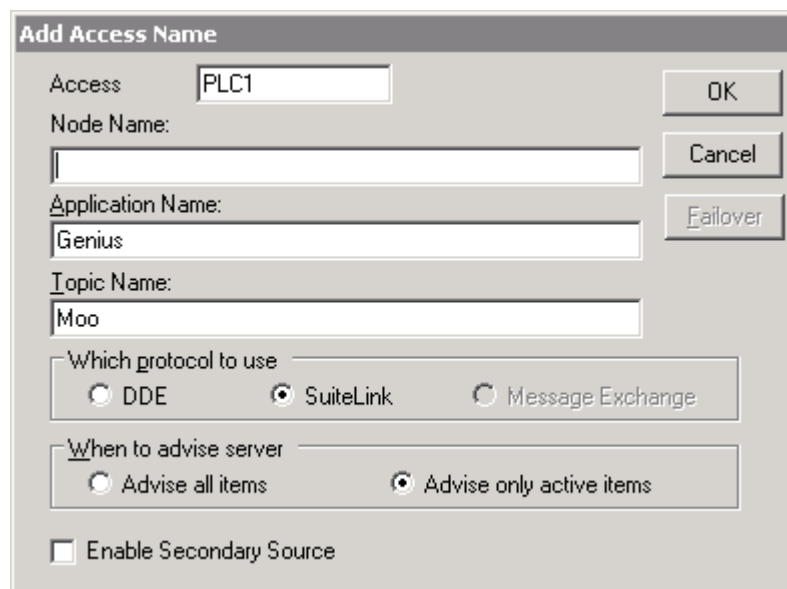 Add Access Name
Access PLC1
OK
Node Name:
Cancel
Application Name:
Genius
Failover
Topic Name:
Moo
Which protocol to use
DDE SuiteLink Message Exchange
When to advise server
Advise all items Advise only active items
Enable Secondary Source